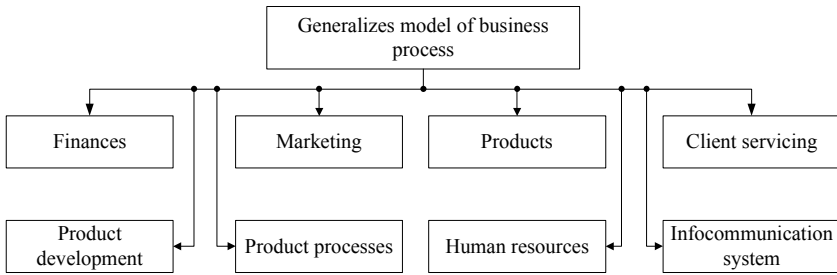 Generalizes model of business
process
Finances
Marketing
Products
Client servicing
Product
development
Product processes
Human resources
Infocommunication
system